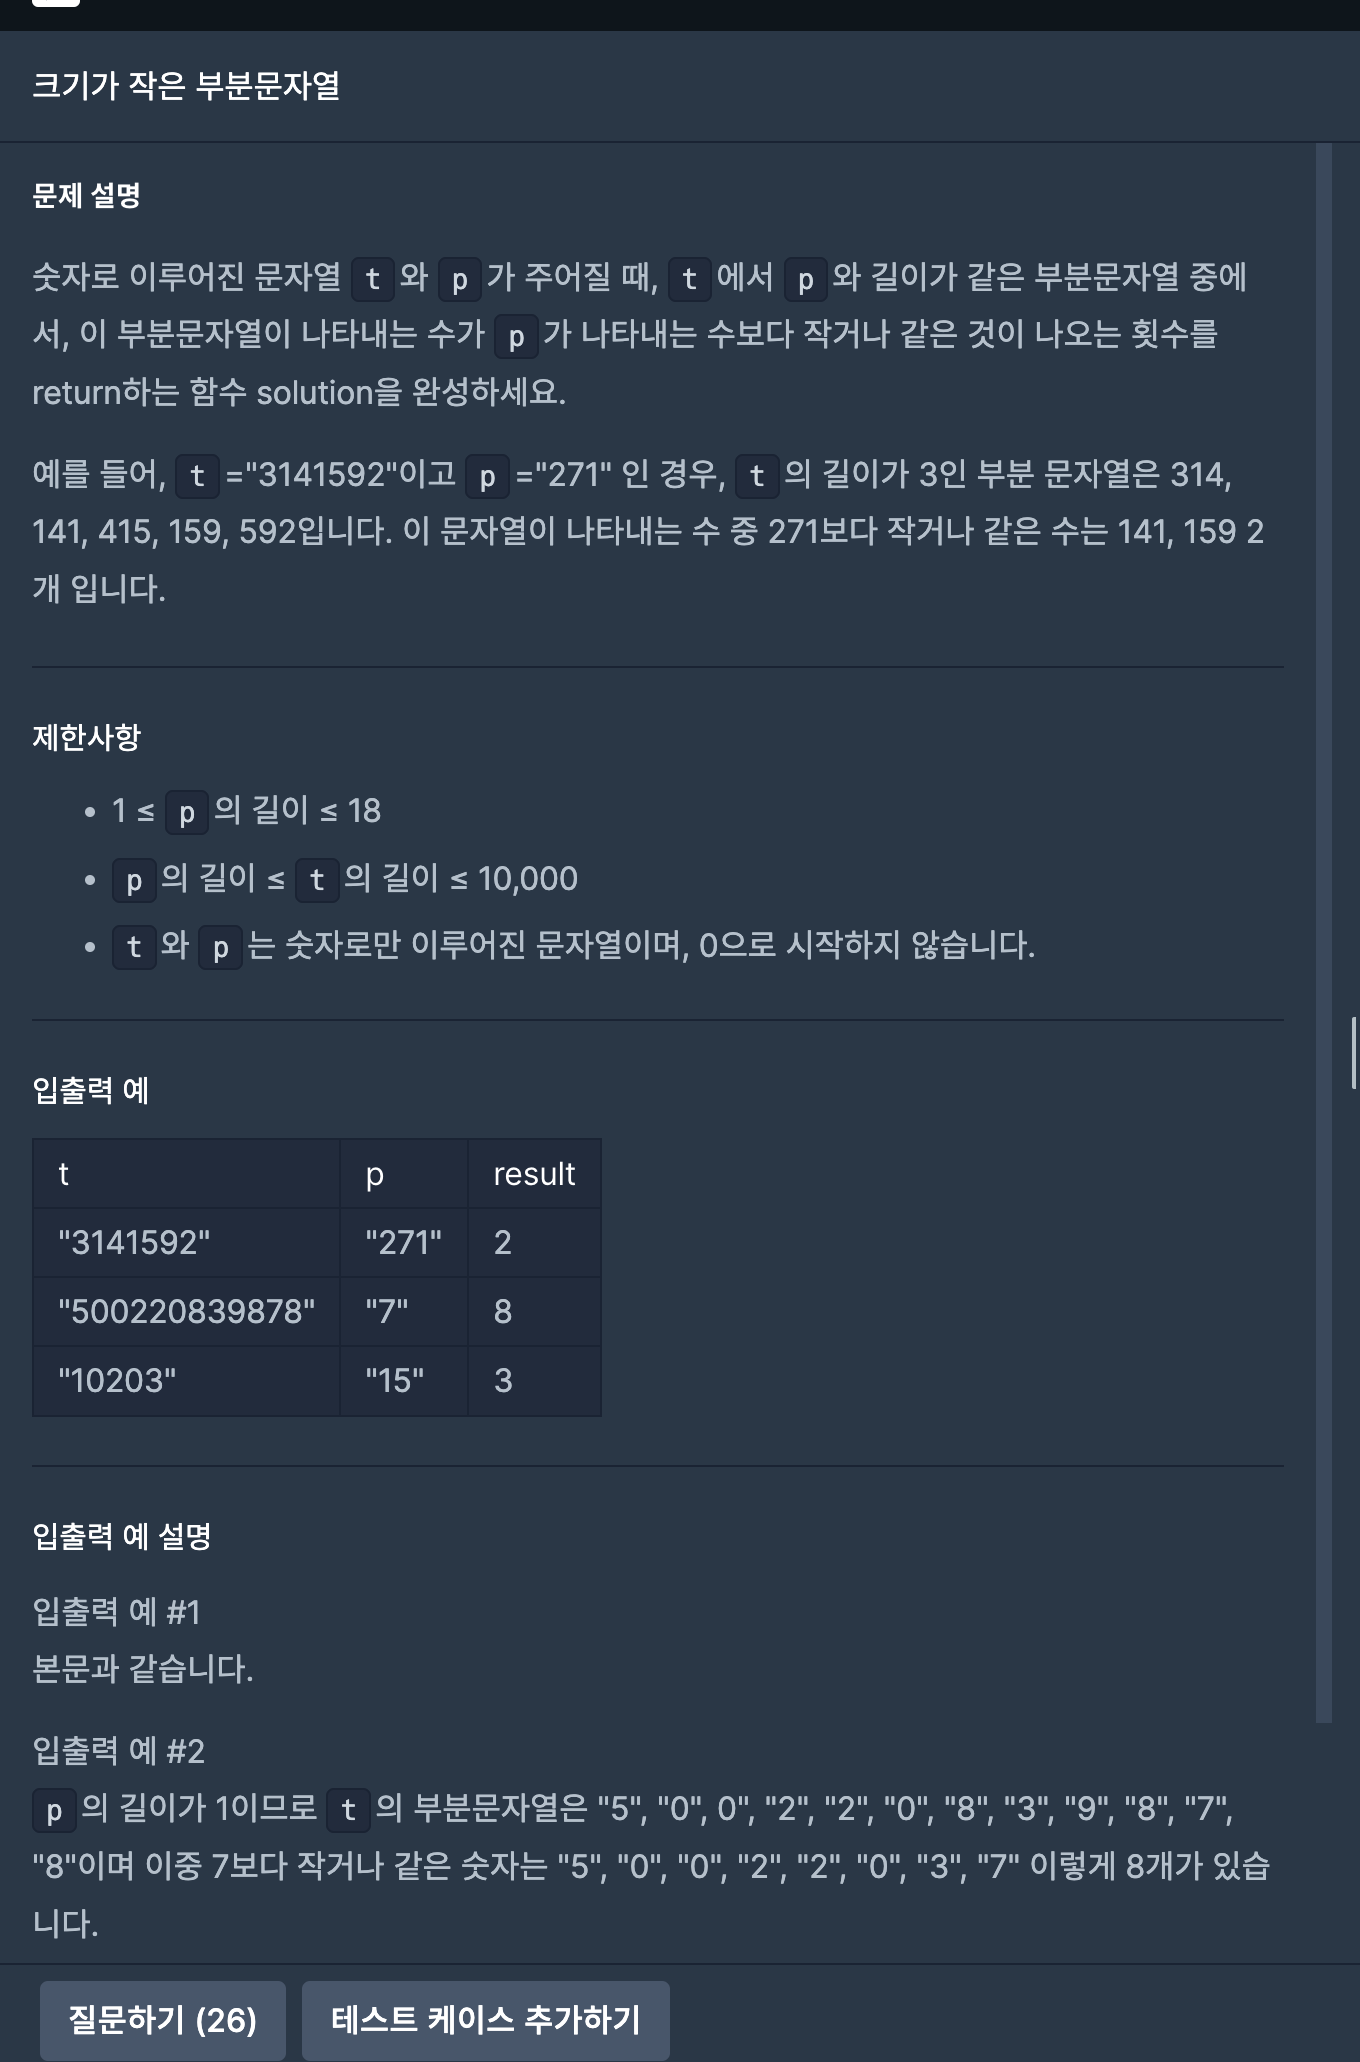 크기가 작은 부분문자열
문제 설명
숫자로 이루어진 문자열 t와 p가 주어질 때, t에서 p와 길이가 같은 부분문자열 중에
서, 이 부분문자열이 나타내는 수가 p가 나타내는 수보다 작거나 같은 것이 나오는 횟수를
return하는 함수 solution을 완성하세요.
예를 들어, t="3141592"이고 p="271" 인 경우, t의 길이가 3인 부분 문자열은 314,
141, 415, 159, 592입니다. 이 문자열이 나타내는 수 중 271보다 작거나 같은 수는 141, 159 2
개 입니다.
제한사항
• 1 ≤ p의 길이 ≤ 18
• p의 길이 ≤ t의 길이 ≤ 10,000
• t와 p는 숫자로만 이루어진 문자열이며, 0으로 시작하지 않습니다.
입출력 예
t p result
"3141592" "271" 2
"500220839878" "7" 8
"10203" "15" 3
입출력 예 설명
입출력 예 #1
본문과 같습니다.
입출력 예 #2
p의 길이가 1이므로 t의 부분문자열은 "5", "0", 0", "2", "2", "0", "8", "3", "9", "8", "7",
"8"이며 이중 7보다 작거나 같은 숫자는 "5", "0", "0", "2", "2", "0", "3", "7" 이렇게 8개가 있습
니다.
질문하기 (26) 테스트 케이스 추가하기